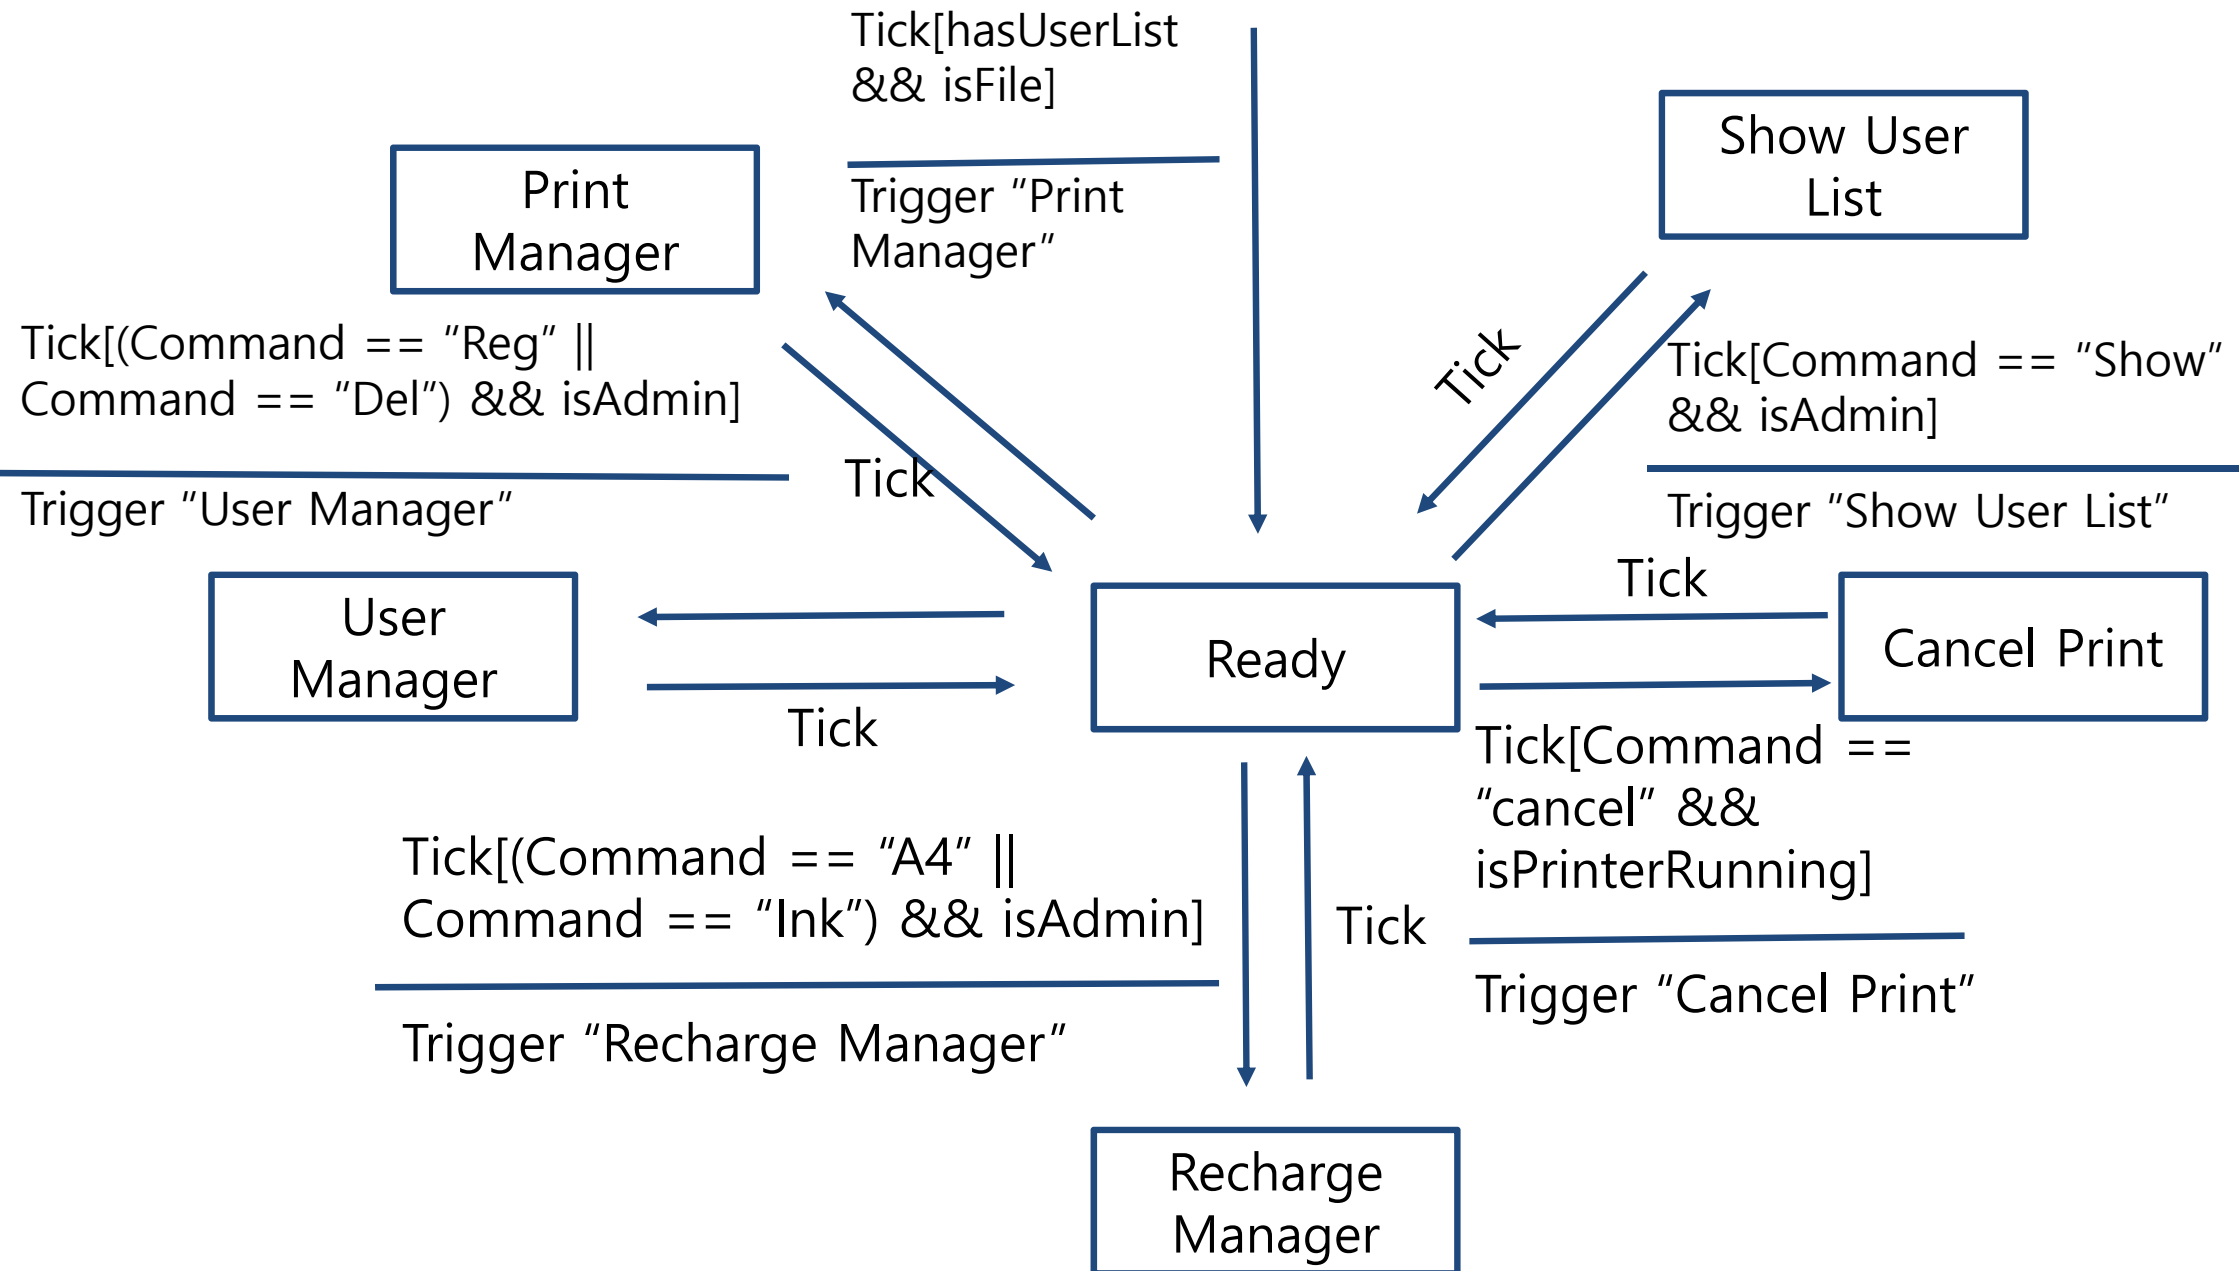 Tick[hasUserList
&& isFile]
Trigger "Print
Manager"
Print
Manager
Show User
List
Tick[(Command == "Reg" ||
Command == "Del") && isAdmin]
Trigger "User Manager"
Tick
Tick
Tick[Command == "Show"
&& isAdmin]
Trigger "Show User List"
User
Manager
Tick
Ready
Tick
Cancel Print
Tick[Command ==
"cancel" &&
isPrinterRunning]
Trigger "Cancel Print"
Tick[(Command == "A4" ||
Command == "Ink") && isAdmin]
Trigger "Recharge Manager"
Tick
Recharge
Manager